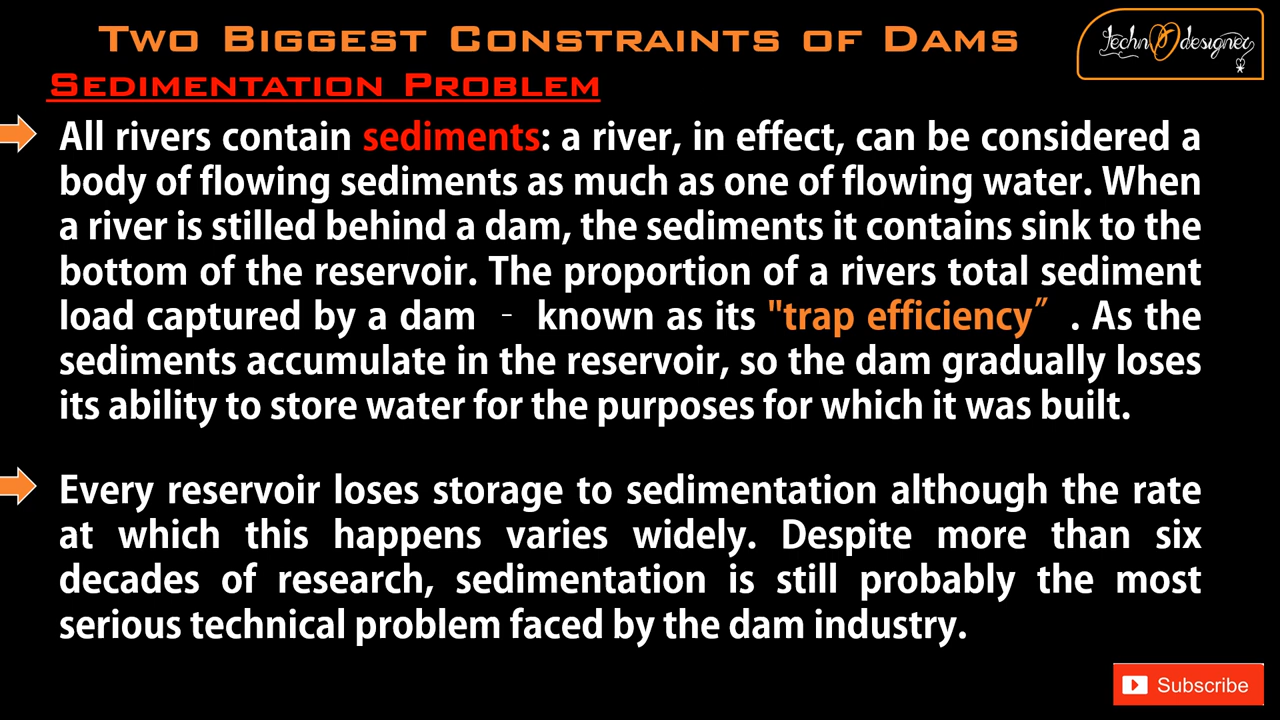 Two Biggest Constraints of Dams
Techno designer
Sedimentation Problem
All rivers contain sediments: a river, in effect, can be considered a
body of flowing sediments as much as one of flowing water. When
a river is stilled behind a dam, the sediments it contains sink to the
bottom of the reservoir. The proportion of a rivers total sediment
load captured by a dam - known as its "trap efficiency” . As the
sediments accumulate in the reservoir, so the dam gradually loses
its ability to store water for the purposes for which it was built.
Every reservoir loses storage to sedimentation although the rate
at which this happens varies widely. Despite more than six
decades of research, sedimentation is still probably the most
serious technical problem faced by the dam industry.
Subscribe